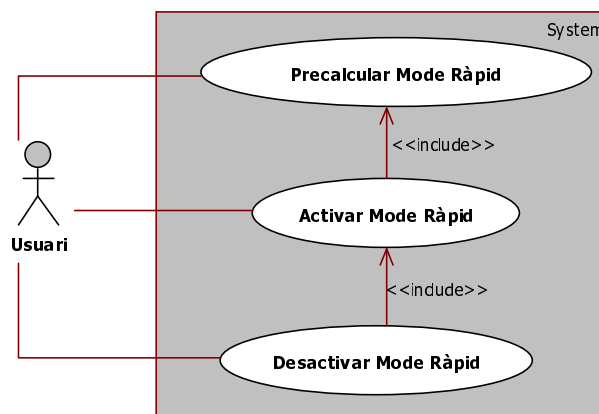 System
Precalcular Mode Ràpid
<<include>>
Activar Mode Ràpid
Usuari
<<include>>
Desactivar Mode Ràpid